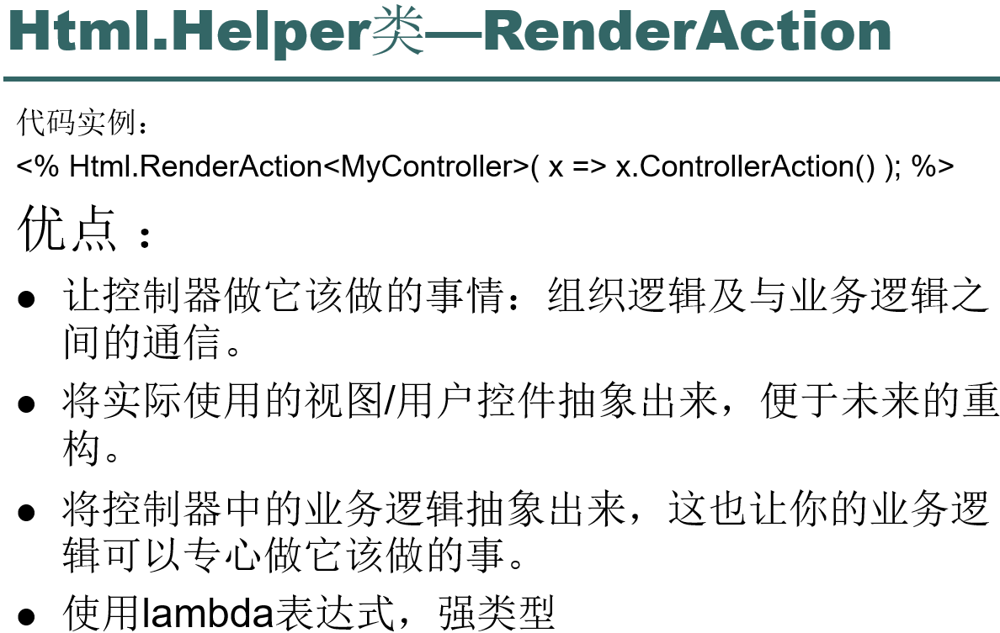 Html.Helper类—RenderAction
代码实例：
<% Html.RenderAction<MyController>( x => x.ControllerAction() ); %>
优点：
● 让控制器做它该做的事情：组织逻辑及与业务逻辑之
间的通信。
● 将实际使用的视图/用户控件抽象出来，便于未来的重
构。
● 将控制器中的业务逻辑抽象出来，这也让你的业务逻
辑可以专心做它该做的事。
● 使用lambda表达式，强类型